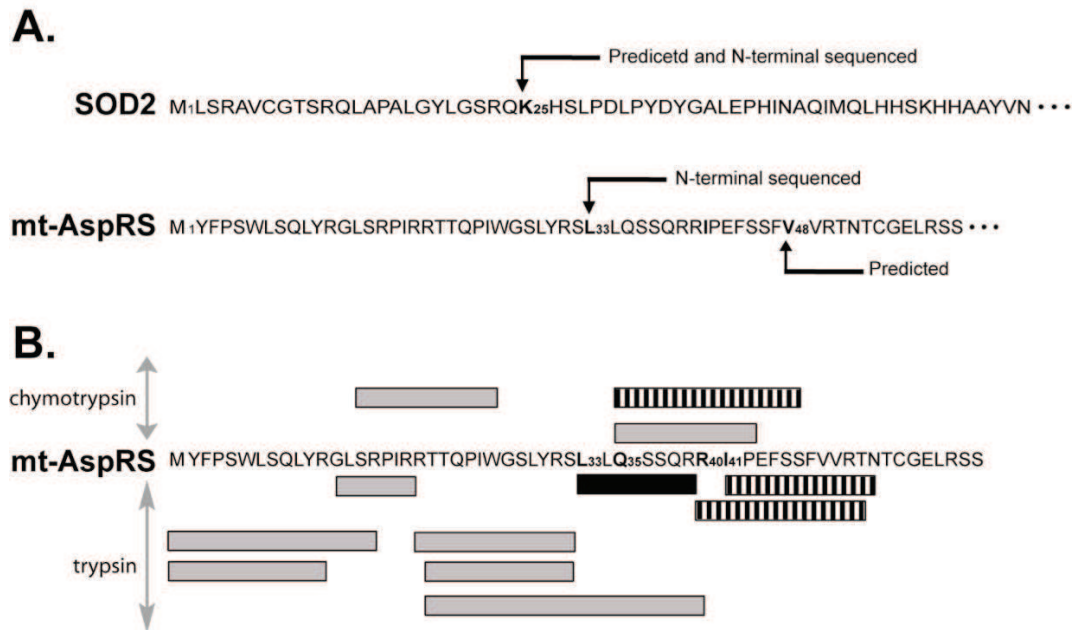 A.
Predicetd and N-terminal sequenced
SOD2 M1LSRAVCGTSRQLAPALGYLGSRQK25HSLPDLPYDYGALEPHINAQIMQLHHSKHHAAYVN •••
N-terminal sequenced
mt-AspRS M1YFPSWLSQLYRGLSRPIRRTTQPIWGSLYRSL33LQSSQRRIPEFSSFV48VRTNTCGELRSS •••
Predicted
B.
chymotrypsin
mt-AspRS MYFPSWLSQLYRGLSRPIRRTTQPIWGSLYRSL33LQ35SSQRR40I41PEFSSFVVRTNTCGELRSS
trypsin